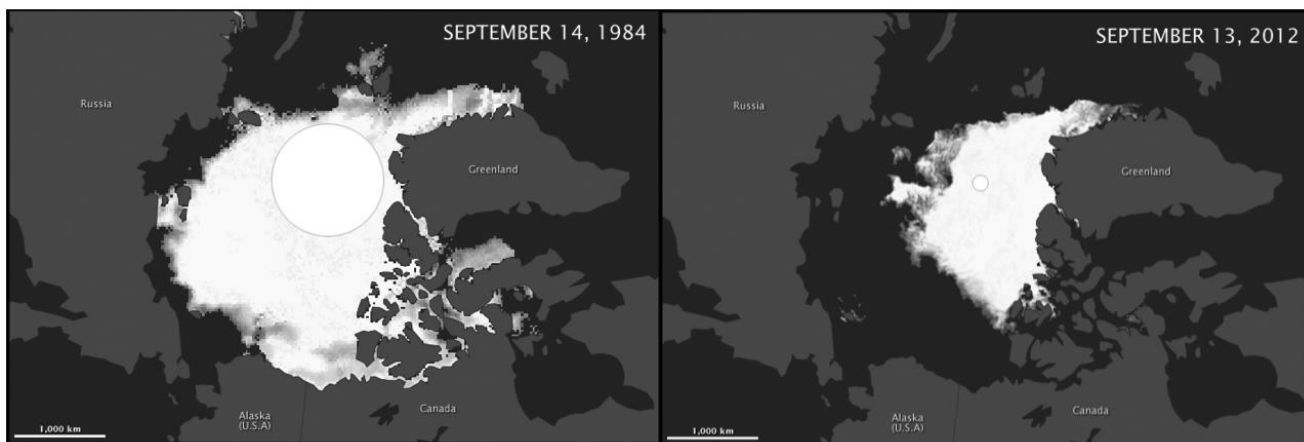 SEPTEMBER 14, 1984
Russia
Greenland
Alaska
(U.S.A)
Canada
1,000 km
SEPTEMBER 13, 2012
Russia
Greenland
Alaska
(U.S.A)
Canada
1,000 km